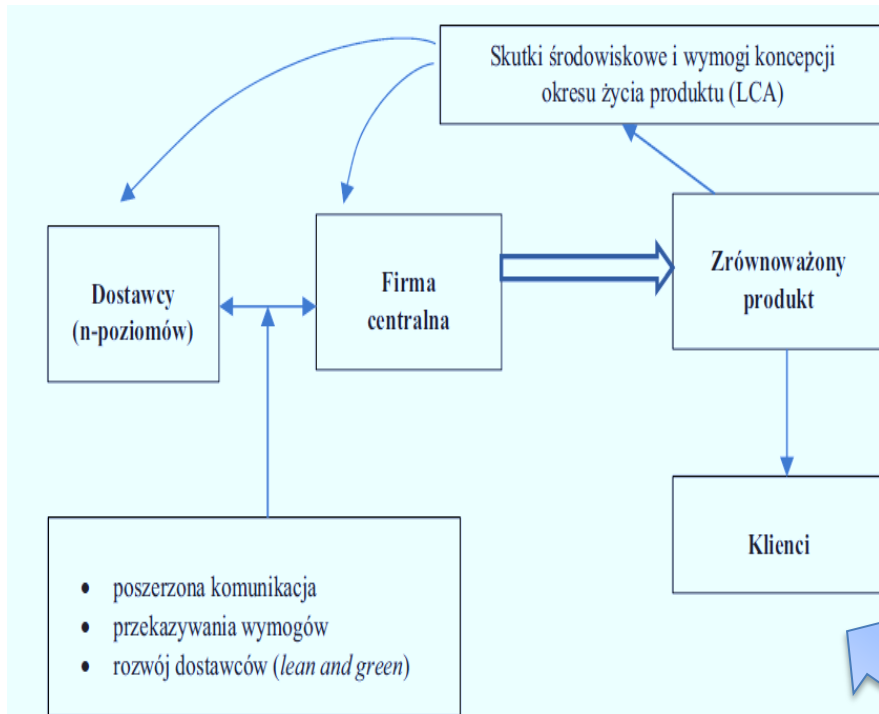 Skutki środowiskowe i wymogi koncepcji
okresu życia produktu (LCA)
Dostawcy
(n-poziomów)
Firma
centralna
Zrównoważony
produkt
Klienci
• poszerzona komunikacja
• przekazywania wymogów
• rozwój dostawców (lean and green)